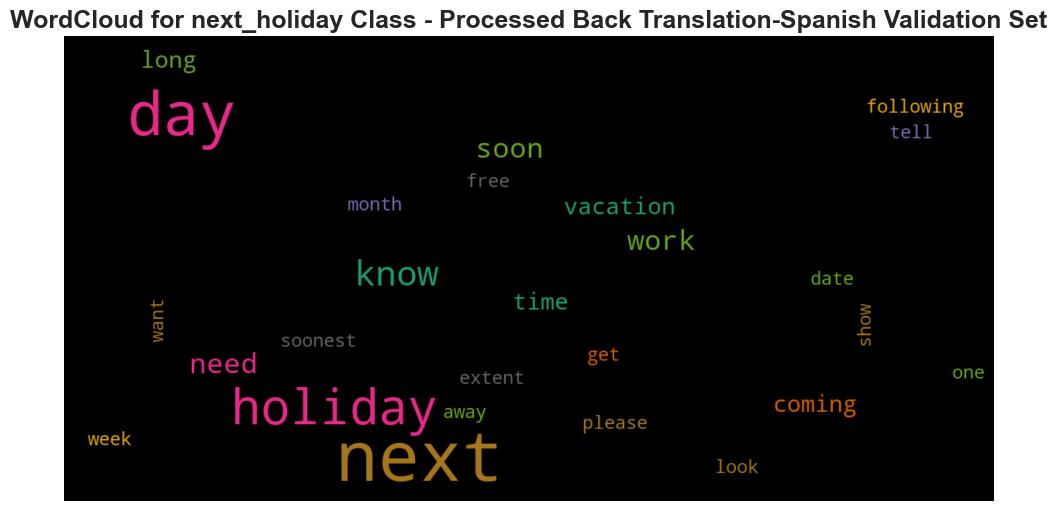 WordCloud for next_holiday Class - Processed Back Translation-Spanish Validation Set
long
day
following
tell
soon
free
month
vacation
work
know
date
time
want
show
soonest
need
get
extent
one
holiday
away
coming
please
week
next
look